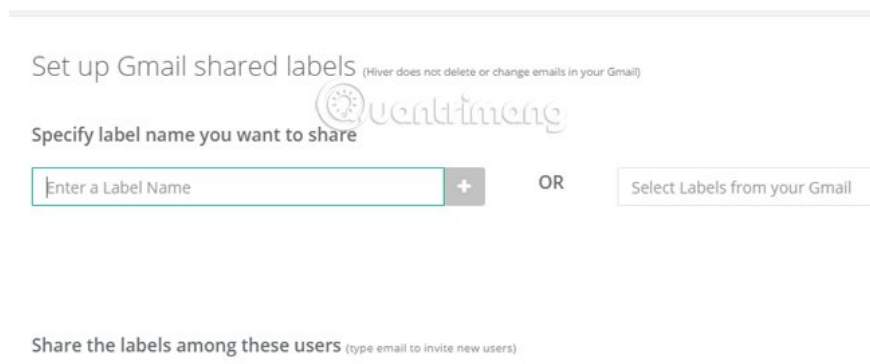 Set up Gmail shared labels (Hiver does not delete or change emails in your Gmail)
Quantrimang
Specify label name you want to share
Enter a Label Name + OR Select Labels from your Gmail
Share the labels among these users (type email to invite new users)